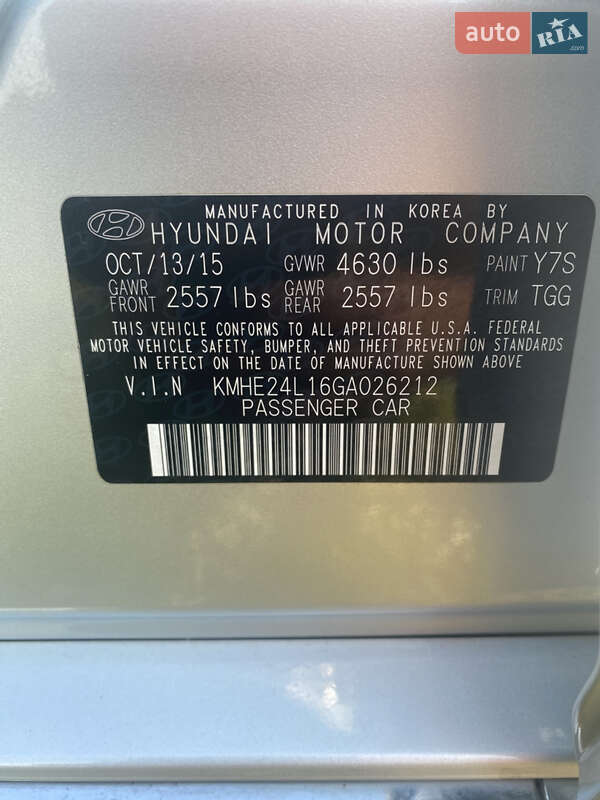 auto RIA .com
MANUFACTURED IN KOREA BY
HYUNDAI MOTOR COMPANY
OCT/13/15 GVWR 4630 lbs PAINT Y7S
GAWR FRONT 2557 lbs GAWR REAR 2557 lbs TRIM TGG
THIS VEHICLE CONFORMS TO ALL APPLICABLE U.S.A. FEDERAL
MOTOR VEHICLE SAFETY, BUMPER, AND THEFT PREVENTION STANDARDS
IN EFFECT ON THE DATE OF MANUFACTURE SHOWN ABOVE
V.I.N KMHE24L16GA026212
PASSENGER CAR